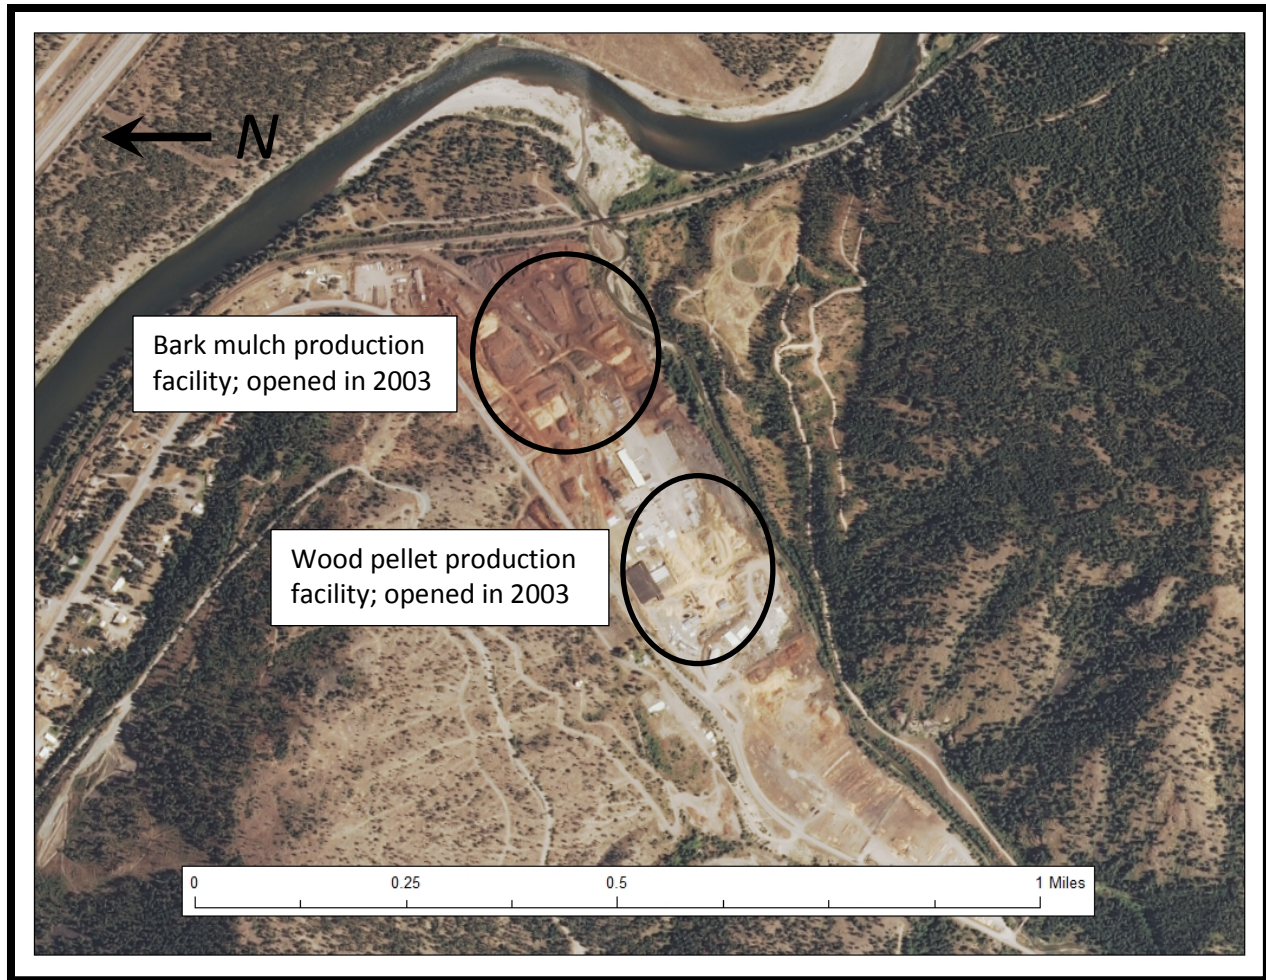 N
Bark mulch production
facility; opened in 2003
Wood pellet production
facility; opened in 2003
0 0.25 0.5 1 Miles